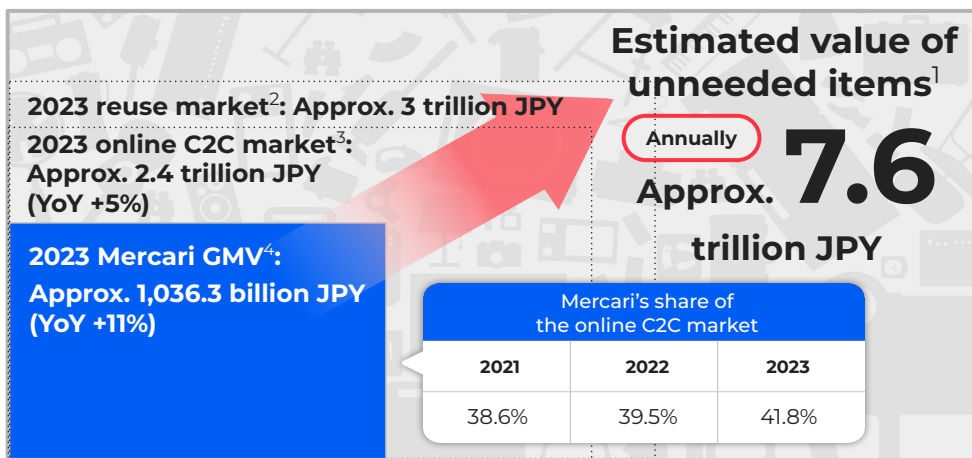 Estimated value of
unneeded items1
Annually
Approx. 7.6
trillion JPY
2023 reuse market2: Approx. 3 trillion JPY
2023 online C2C market3:
Approx. 2.4 trillion JPY
(YoY +5%)
2023 Mercari GMV4:
Approx. 1,036.3 billion JPY
(YoY +11%)
Mercari’s share of
the online C2C market
2021 2022 2023
38.6% 39.5% 41.8%